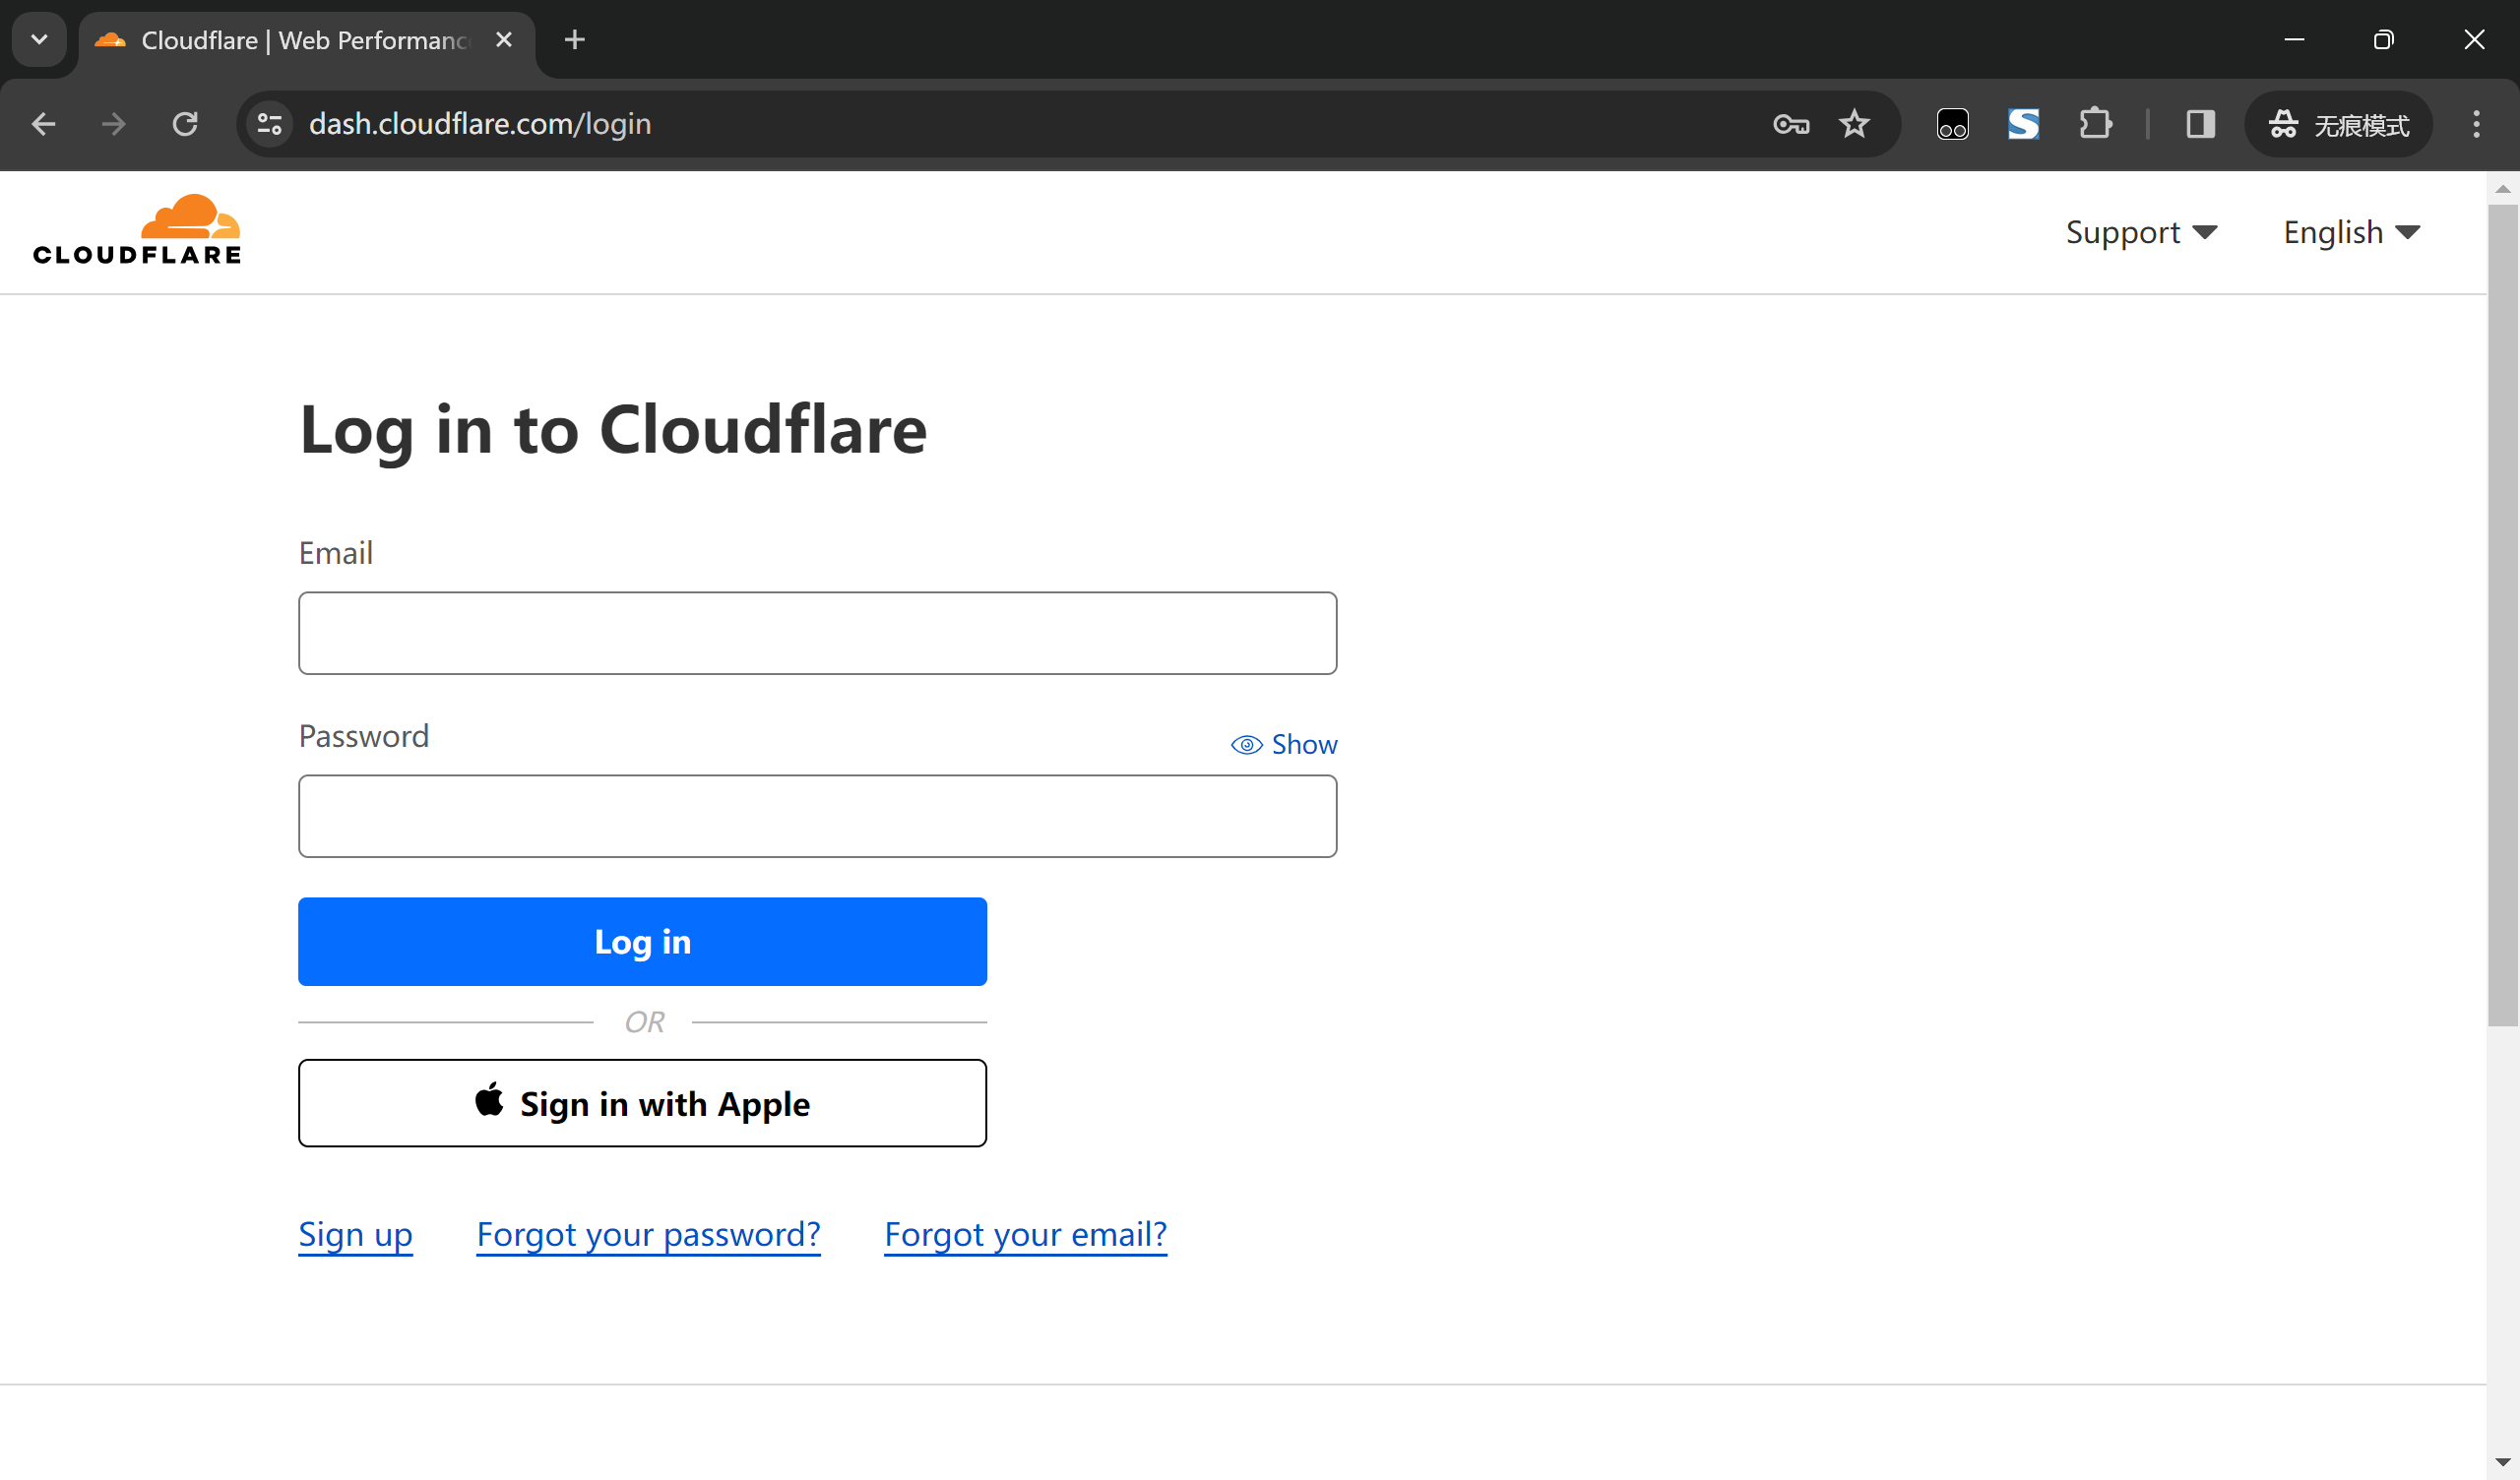 Cloudflare | Web Performanc
dash.cloudflare.com/login
无痕模式
CLOUDFLARE
Support
English
Log in to Cloudflare
Email
Password
Show
Log in
OR
Sign in with Apple
Sign up
Forgot your password?
Forgot your email?